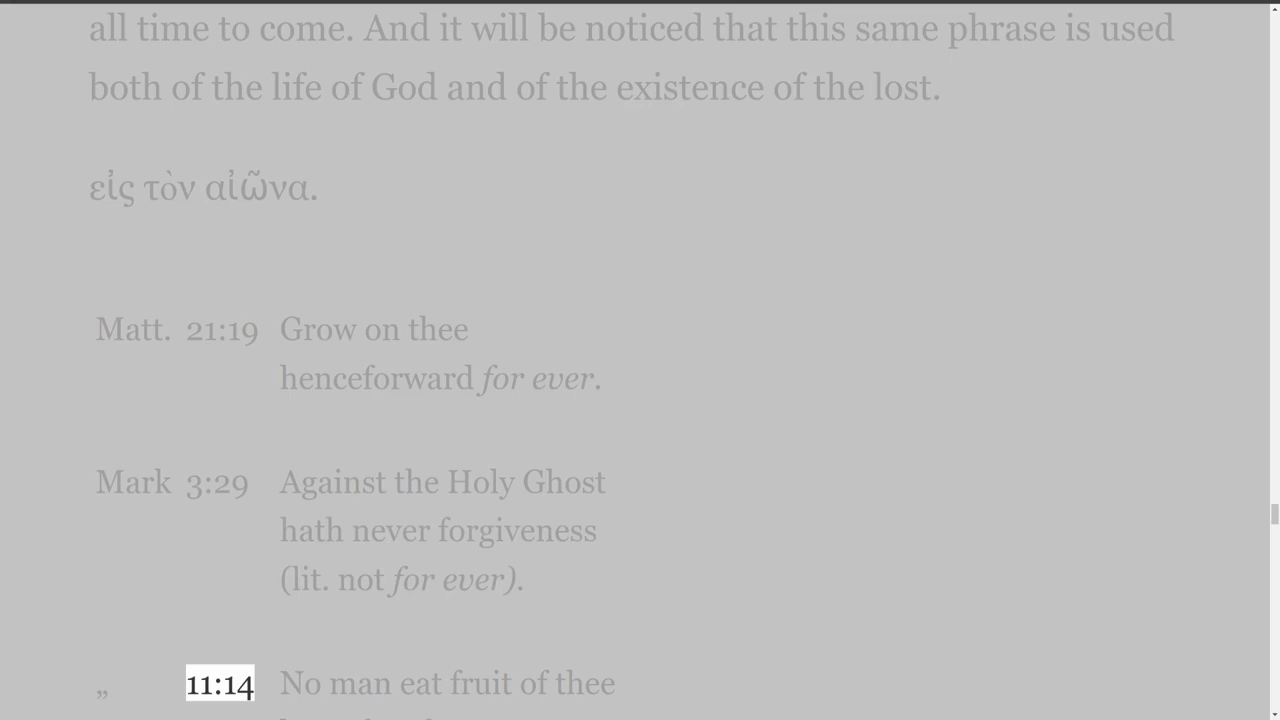 all time to come. And it will be noticed that this same phrase is used
both of the life of God and of the existence of the lost.
εἰς τὸν αἰῶνα.
Matt. 21:19 Grow on thee
henceforward for ever.
Mark 3:29 Against the Holy Ghost
hath never forgiveness
(lit. not for ever).
„ 11:14 No man eat fruit of thee